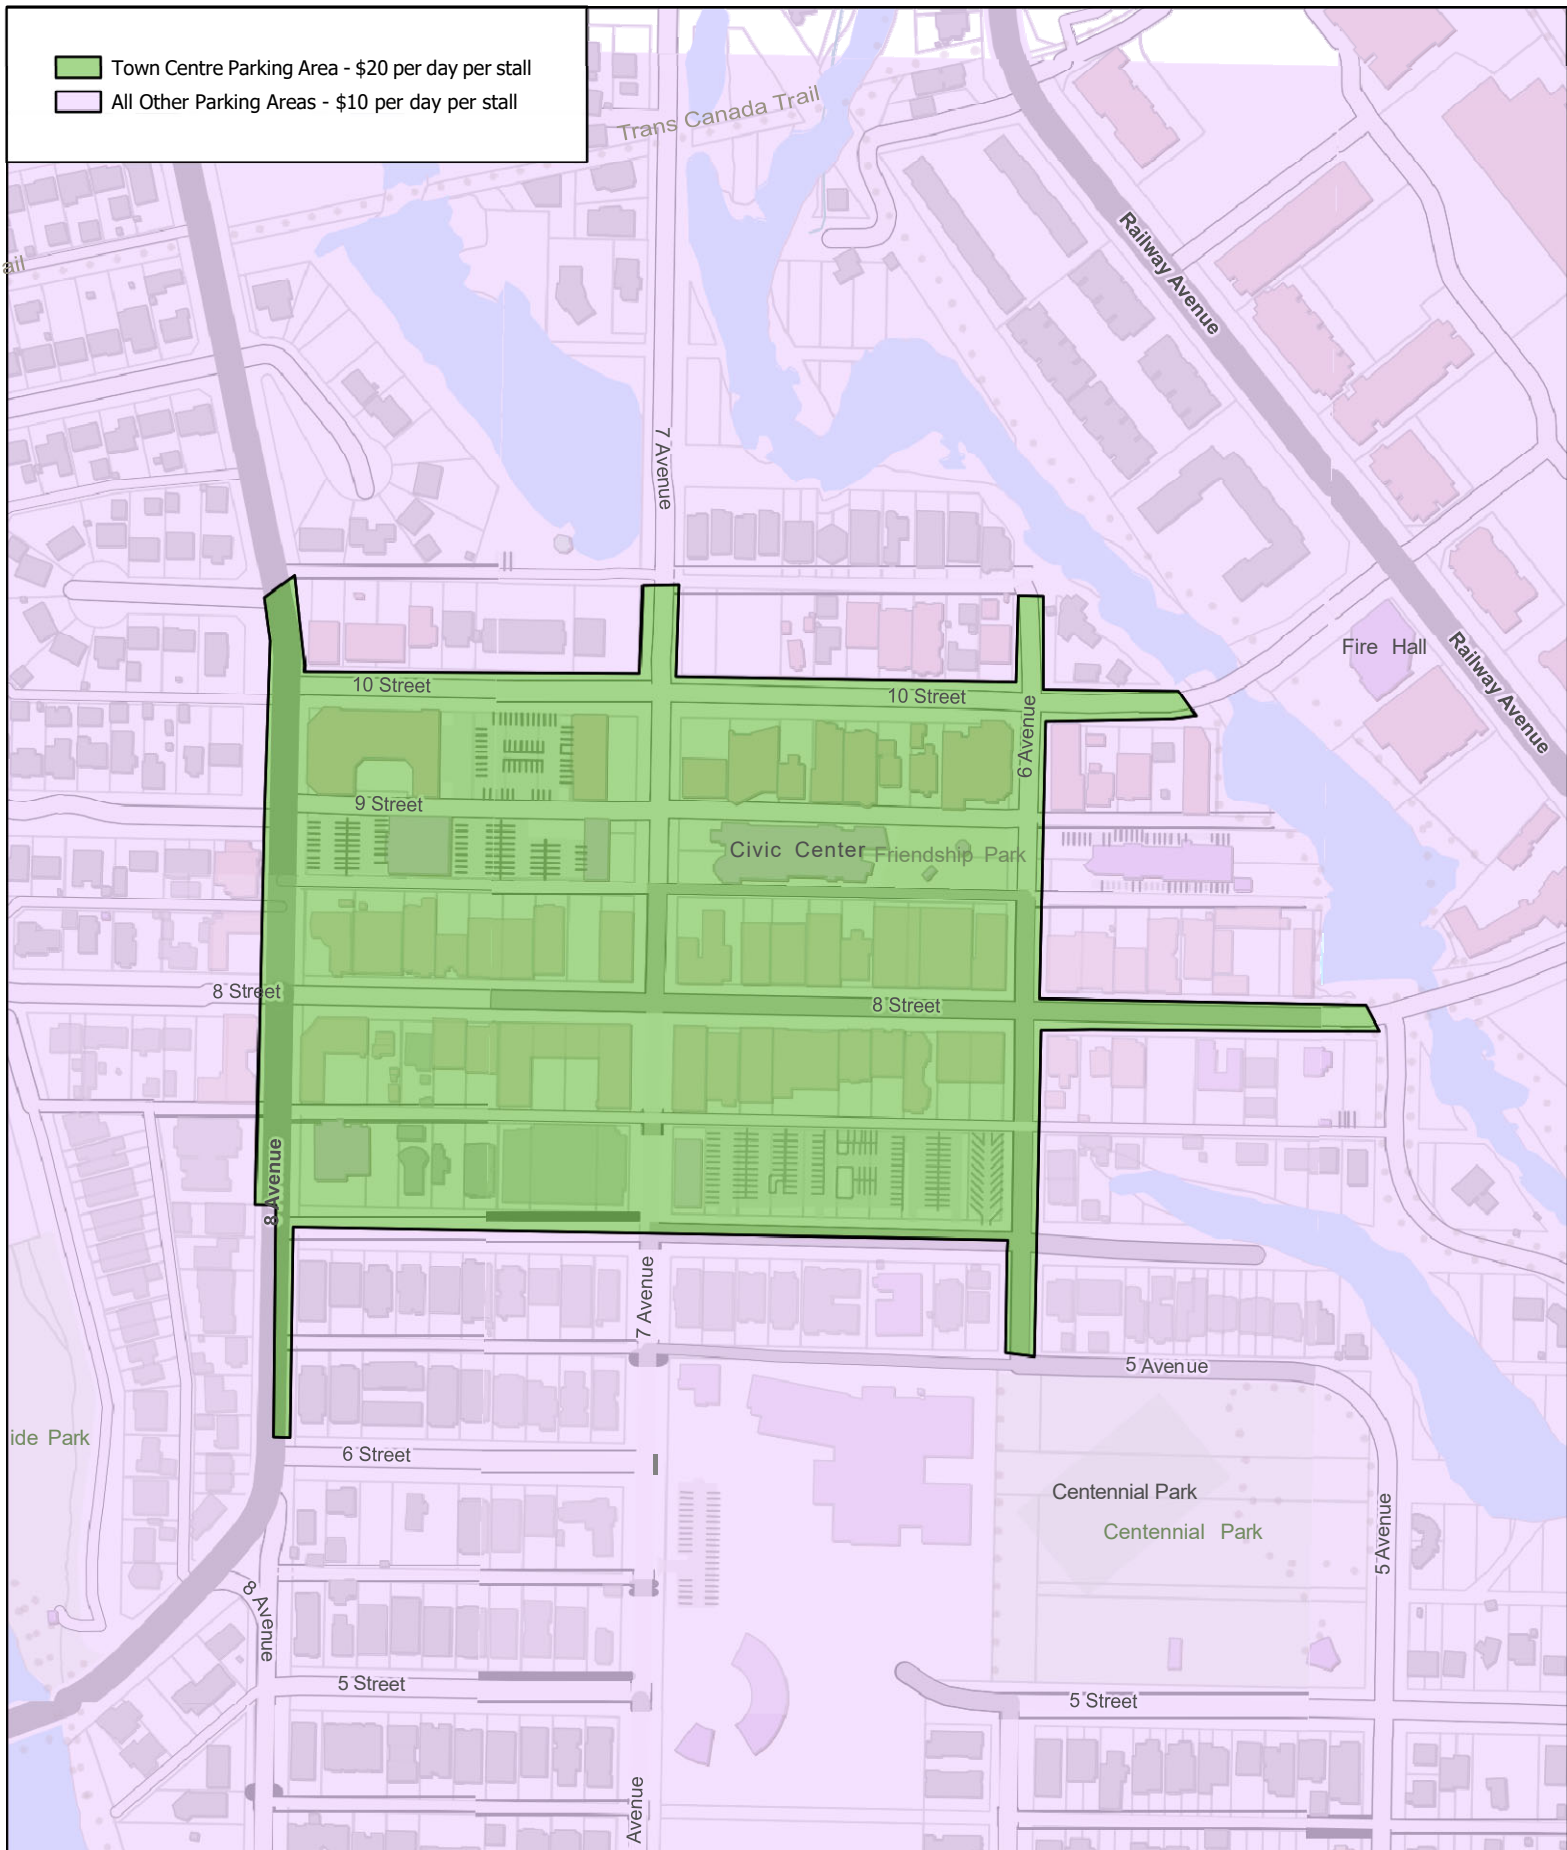 Town Centre Parking Area - $20 per day per stall
All Other Parking Areas - $10 per day per stall
Trans Canada Trail
ail
Railway Avenue
7 Avenue
Fire Hall
Railway Avenue
10 Street
10 Street
6 Avenue
9 Street
Civic Center
Friendship Park
8 Street
8 Street
8 Avenue
7 Avenue
5 Avenue
ide Park
6 Street
Centennial Park
Centennial Park
5 Avenue
8 Avenue
5 Street
5 Street
Avenue